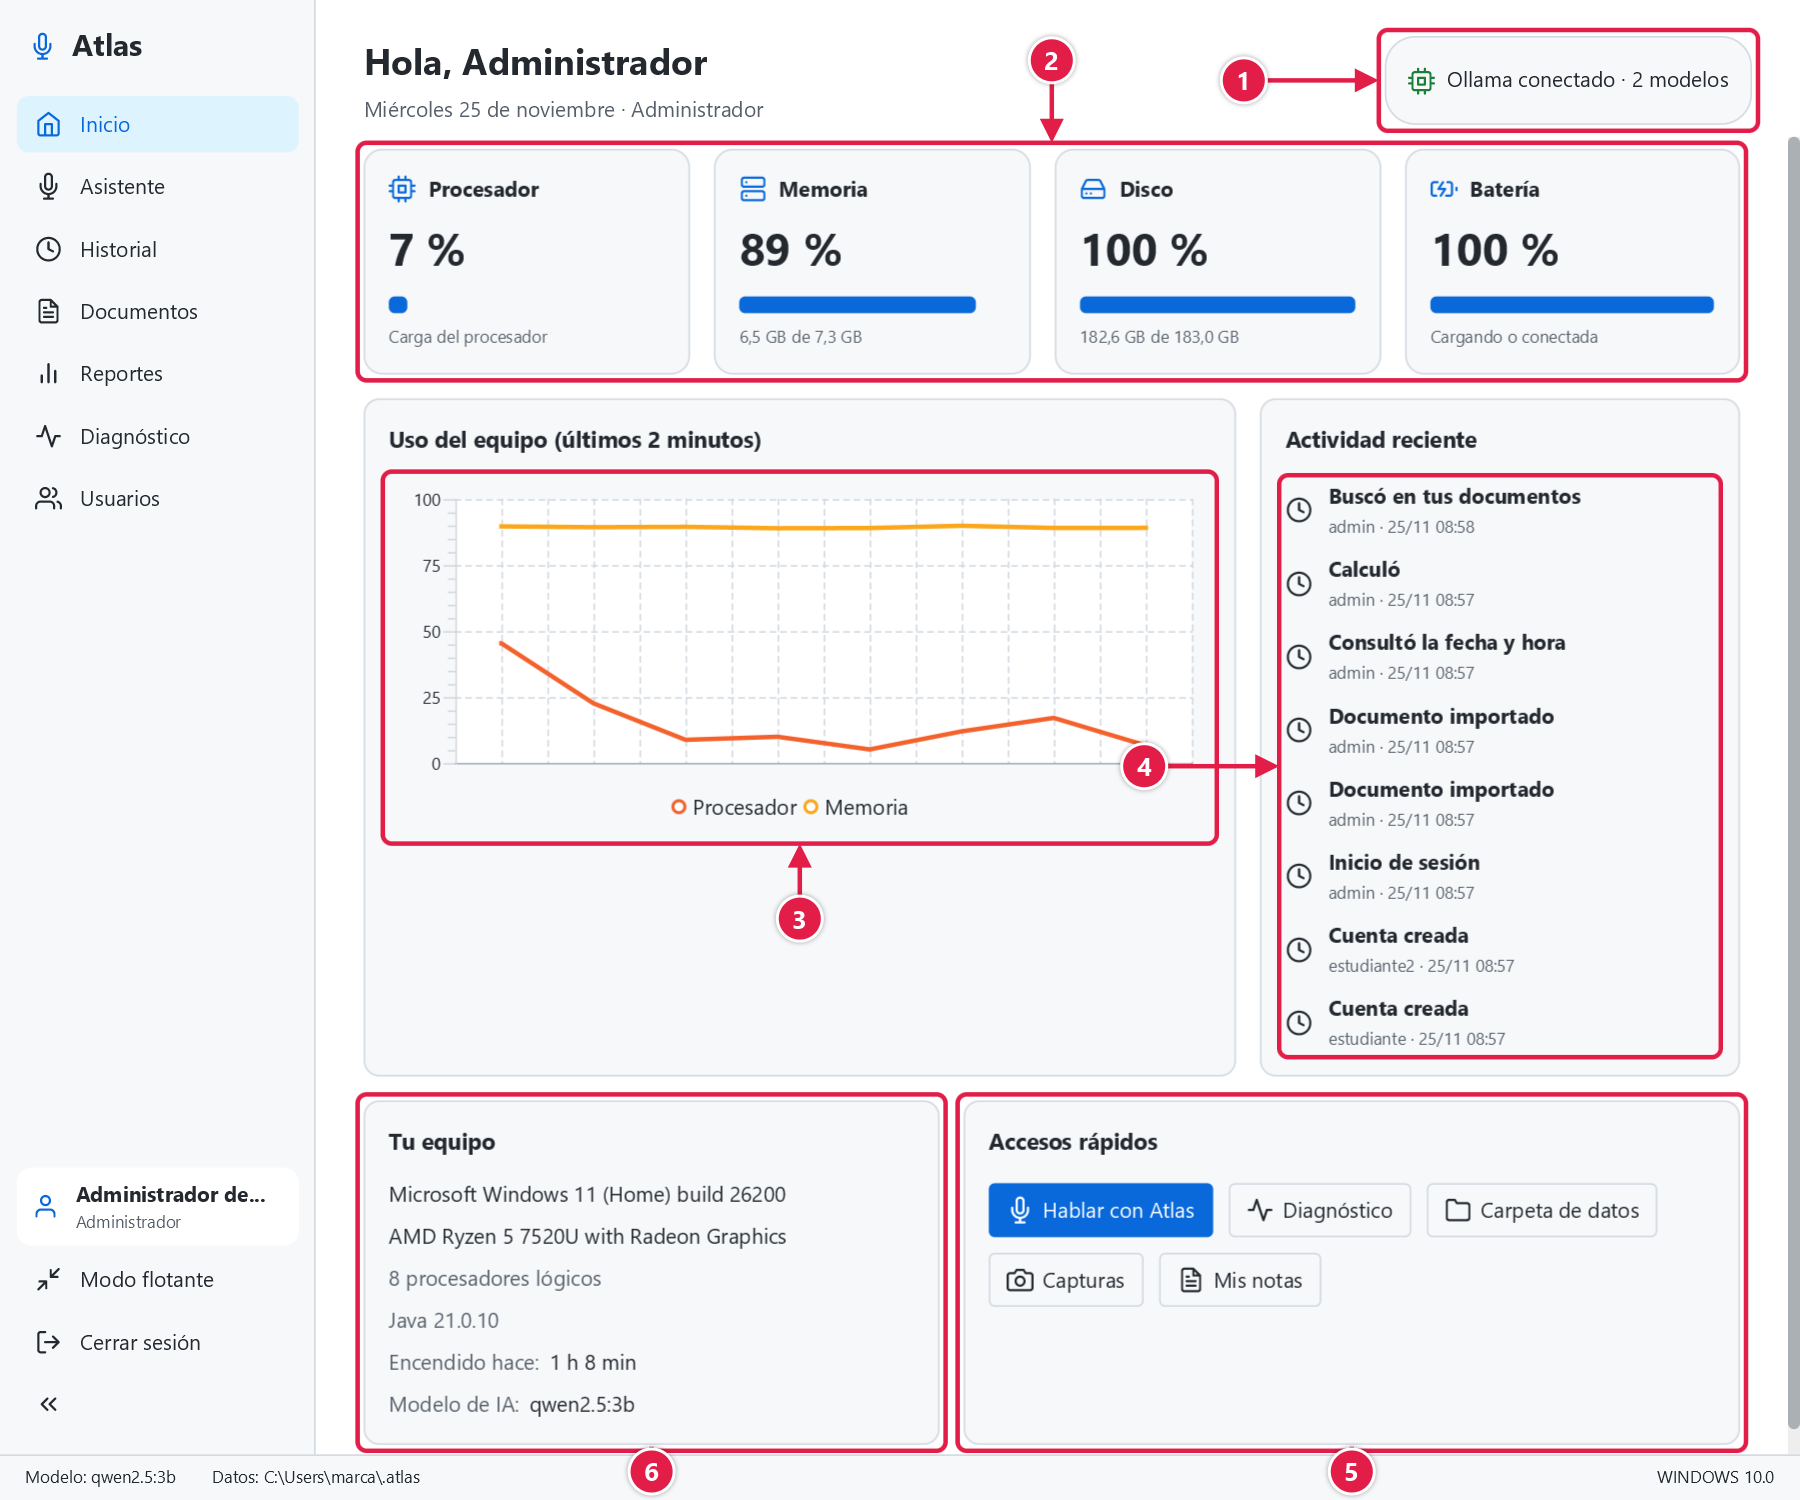 Atlas
Inicio
Asistente
Historial
Documentos
Reportes
Diagnóstico
Usuarios
Administrador de...
Administrador
Modo flotante
Cerrar sesión
Hola, Administrador
Miércoles 25 de noviembre · Administrador
2
1
Ollama conectado · 2 modelos
Procesador
7 %
Carga del procesador
Memoria
89 %
6,5 GB de 7,3 GB
Disco
100 %
182,6 GB de 183,0 GB
Batería
100 %
Cargando o conectada
Uso del equipo (últimos 2 minutos)
100
75
50
25
0
Procesador
Memoria
3
4
Actividad reciente
Buscó en tus documentos
admin · 25/11 08:58
Calculó
admin · 25/11 08:57
Consultó la fecha y hora
admin · 25/11 08:57
Documento importado
admin · 25/11 08:57
Documento importado
admin · 25/11 08:57
Inicio de sesión
admin · 25/11 08:57
Cuenta creada
estudiante2 · 25/11 08:57
Cuenta creada
estudiante · 25/11 08:57
Tu equipo
Microsoft Windows 11 (Home) build 26200
AMD Ryzen 5 7520U with Radeon Graphics
8 procesadores lógicos
Java 21.0.10
Encendido hace: 1 h 8 min
Modelo de IA: qwen2.5:3b
6
Accesos rápidos
Hablar con Atlas
Diagnóstico
Carpeta de datos
Capturas
Mis notas
5
Modelo: qwen2.5:3b
Datos: C:\Users\marca\.atlas
WINDOWS 10.0